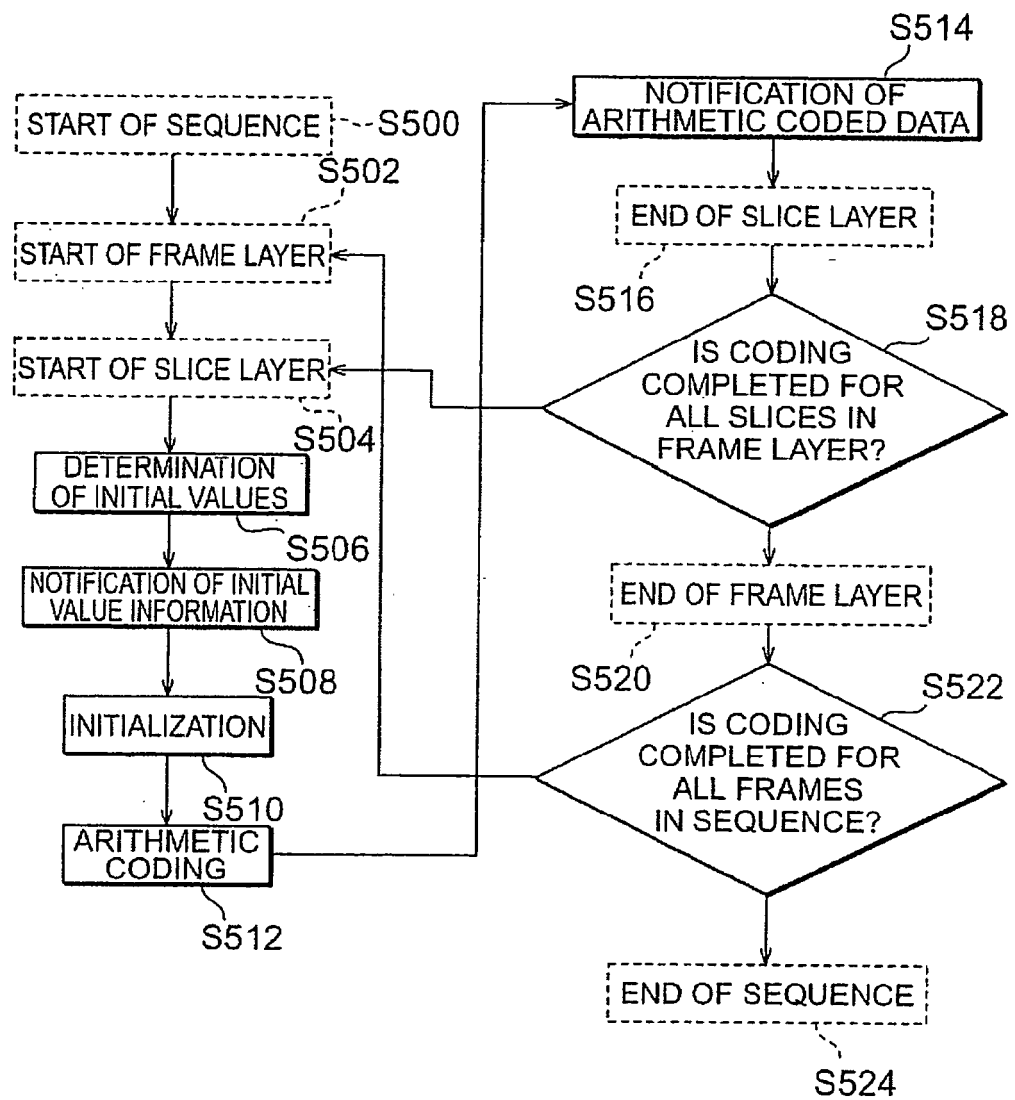 START OF SEQUENCE
S500
S502
START OF FRAME LAYER
START OF SLICE LAYER
S504
DETERMINATION
OF INITIAL VALUES
S506
NOTIFICATION OF INITIAL
VALUE INFORMATION
S508
INITIALIZATION
S510
ARITHMETIC
CODING
S512
S514
NOTIFICATION OF
ARITHMETIC CODED DATA
END OF SLICE LAYER
S516
S518
IS CODING
COMPLETED FOR
ALL SLICES IN
FRAME LAYER?
END OF FRAME LAYER
S520
S522
IS CODING
COMPLETED FOR
ALL FRAMES
IN SEQUENCE?
END OF SEQUENCE
S524